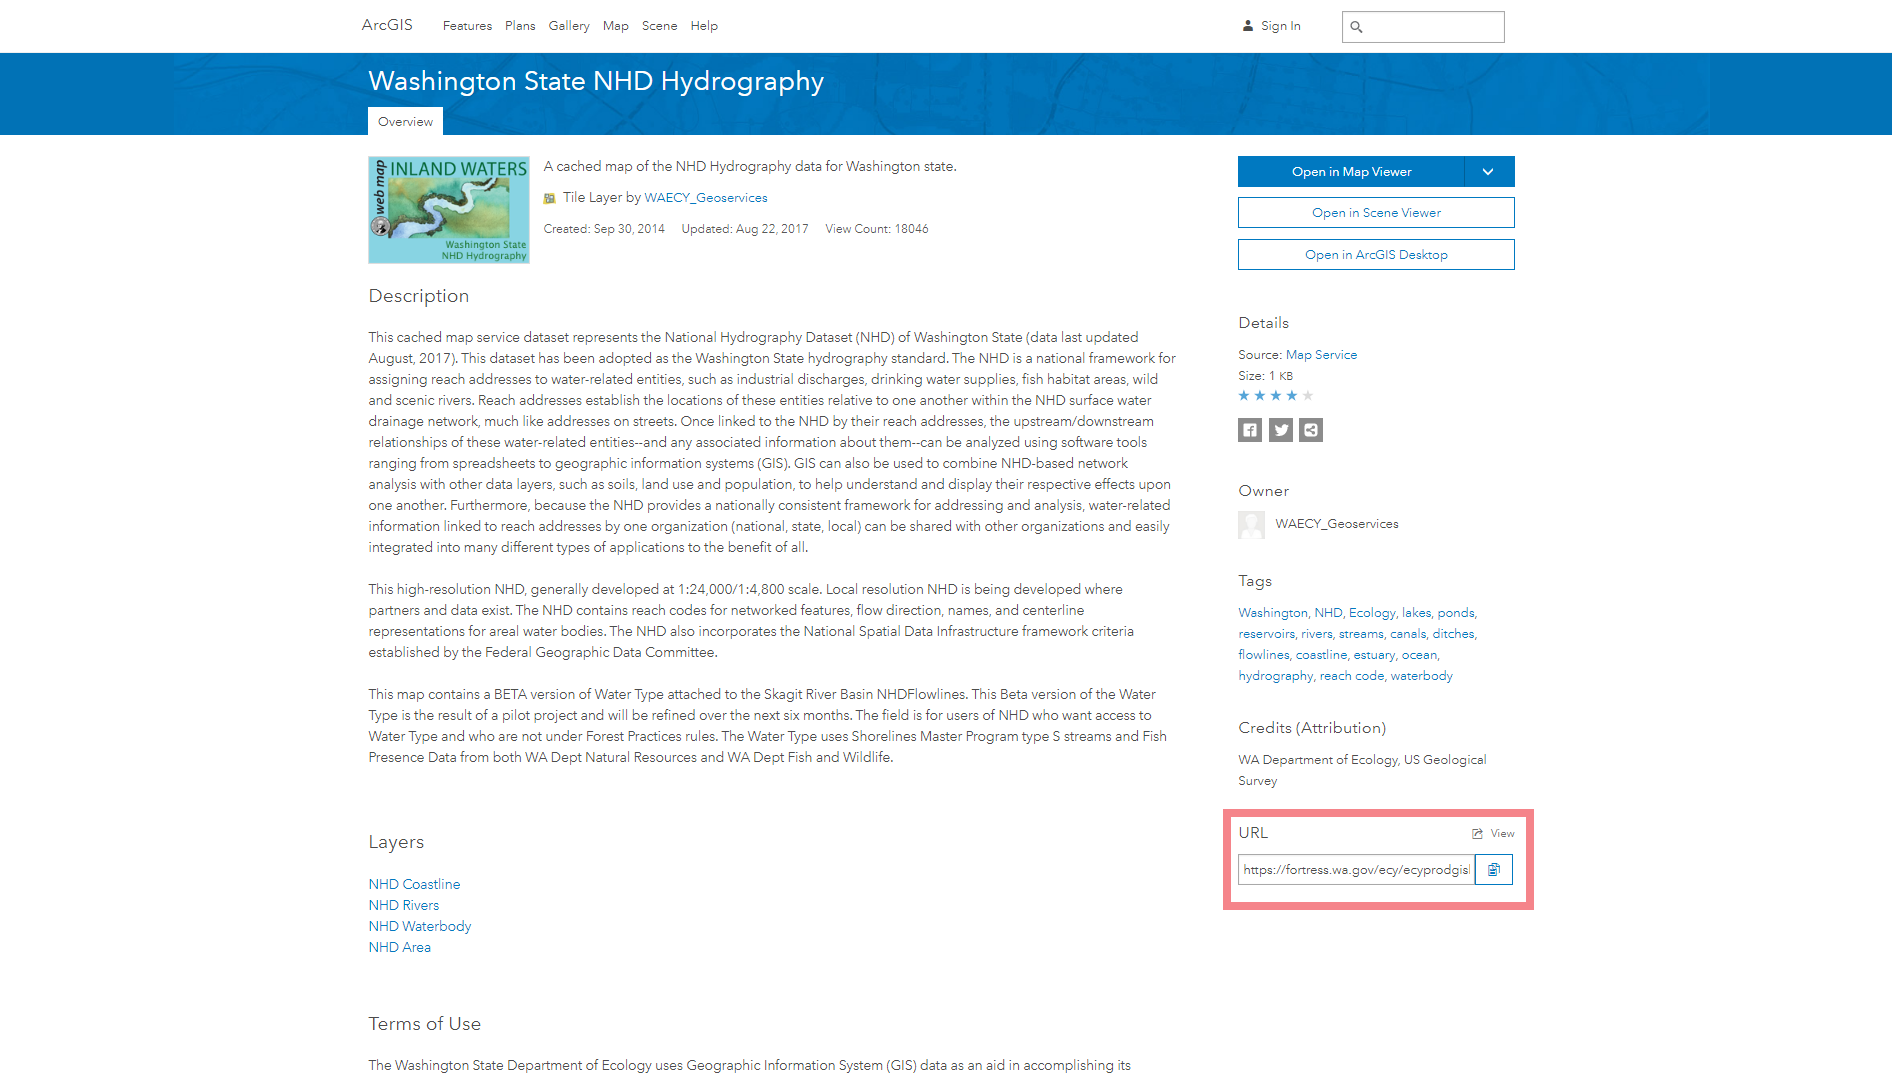 ArcGIS Features Plans Gallery Map Scene Help Sign In
Washington State NHD Hydrography
Overview
web map
INLAND WATERS
Washington State
NHD Hydrography
A cached map of the NHD Hydrography data for Washington state.
Tile Layer by WAECY_Geoservices
Created: Sep 30, 2014 Updated: Aug 22, 2017 View Count: 18046
Description
This cached map service dataset represents the National Hydrography Dataset (NHD) of Washington State (data last updated
August, 2017). This dataset has been adopted as the Washington State hydrography standard. The NHD is a national framework for
assigning reach addresses to water-related entities, such as industrial discharges, drinking water supplies, fish habitat areas, wild
and scenic rivers. Reach addresses establish the locations of these entities relative to one another within the NHD surface water
drainage network, much like addresses on streets. Once linked to the NHD by their reach addresses, the upstream/downstream
relationships of these water-related entities--and any associated information about them--can be analyzed using software tools
ranging from spreadsheets to geographic information systems (GIS). GIS can also be used to combine NHD-based network
analysis with other data layers, such as soils, land use and population, to help understand and display their respective effects upon
one another. Furthermore, because the NHD provides a nationally consistent framework for addressing and analysis, water-related
information linked to reach addresses by one organization (national, state, local) can be shared with other organizations and easily
integrated into many different types of applications to the benefit of all.
This high-resolution NHD, generally developed at 1:24,000/1:4,800 scale. Local resolution NHD is being developed where
partners and data exist. The NHD contains reach codes for networked features, flow direction, names, and centerline
representations for areal water bodies. The NHD also incorporates the National Spatial Data Infrastructure framework criteria
established by the Federal Geographic Data Committee.
This map contains a BETA version of Water Type attached to the Skagit River Basin NHDFlowlines. This Beta version of the Water
Type is the result of a pilot project and will be refined over the next six months. The field is for users of NHD who want access to
Water Type and who are not under Forest Practices rules. The Water Type uses Shorelines Master Program type S streams and Fish
Presence Data from both WA Dept Natural Resources and WA Dept Fish and Wildlife.
Layers
NHD Coastline
NHD Rivers
NHD Waterbody
NHD Area
Terms of Use
The Washington State Department of Ecology uses Geographic Information System (GIS) data as an aid in accomplishing its
Open in Map Viewer
Open in Scene Viewer
Open in ArcGIS Desktop
Details
Source: Map Service
Size: 1 KB
Owner
WAECY_Geoservices
Tags
Washington, NHD, Ecology, lakes, ponds,
reservoirs, rivers, streams, canals, ditches,
flowlines, coastline, estuary, ocean,
hydrography, reach code, waterbody
Credits (Attribution)
WA Department of Ecology, US Geological
Survey
URL View
https://fortress.wa.gov/ecy/ecyprodgisl